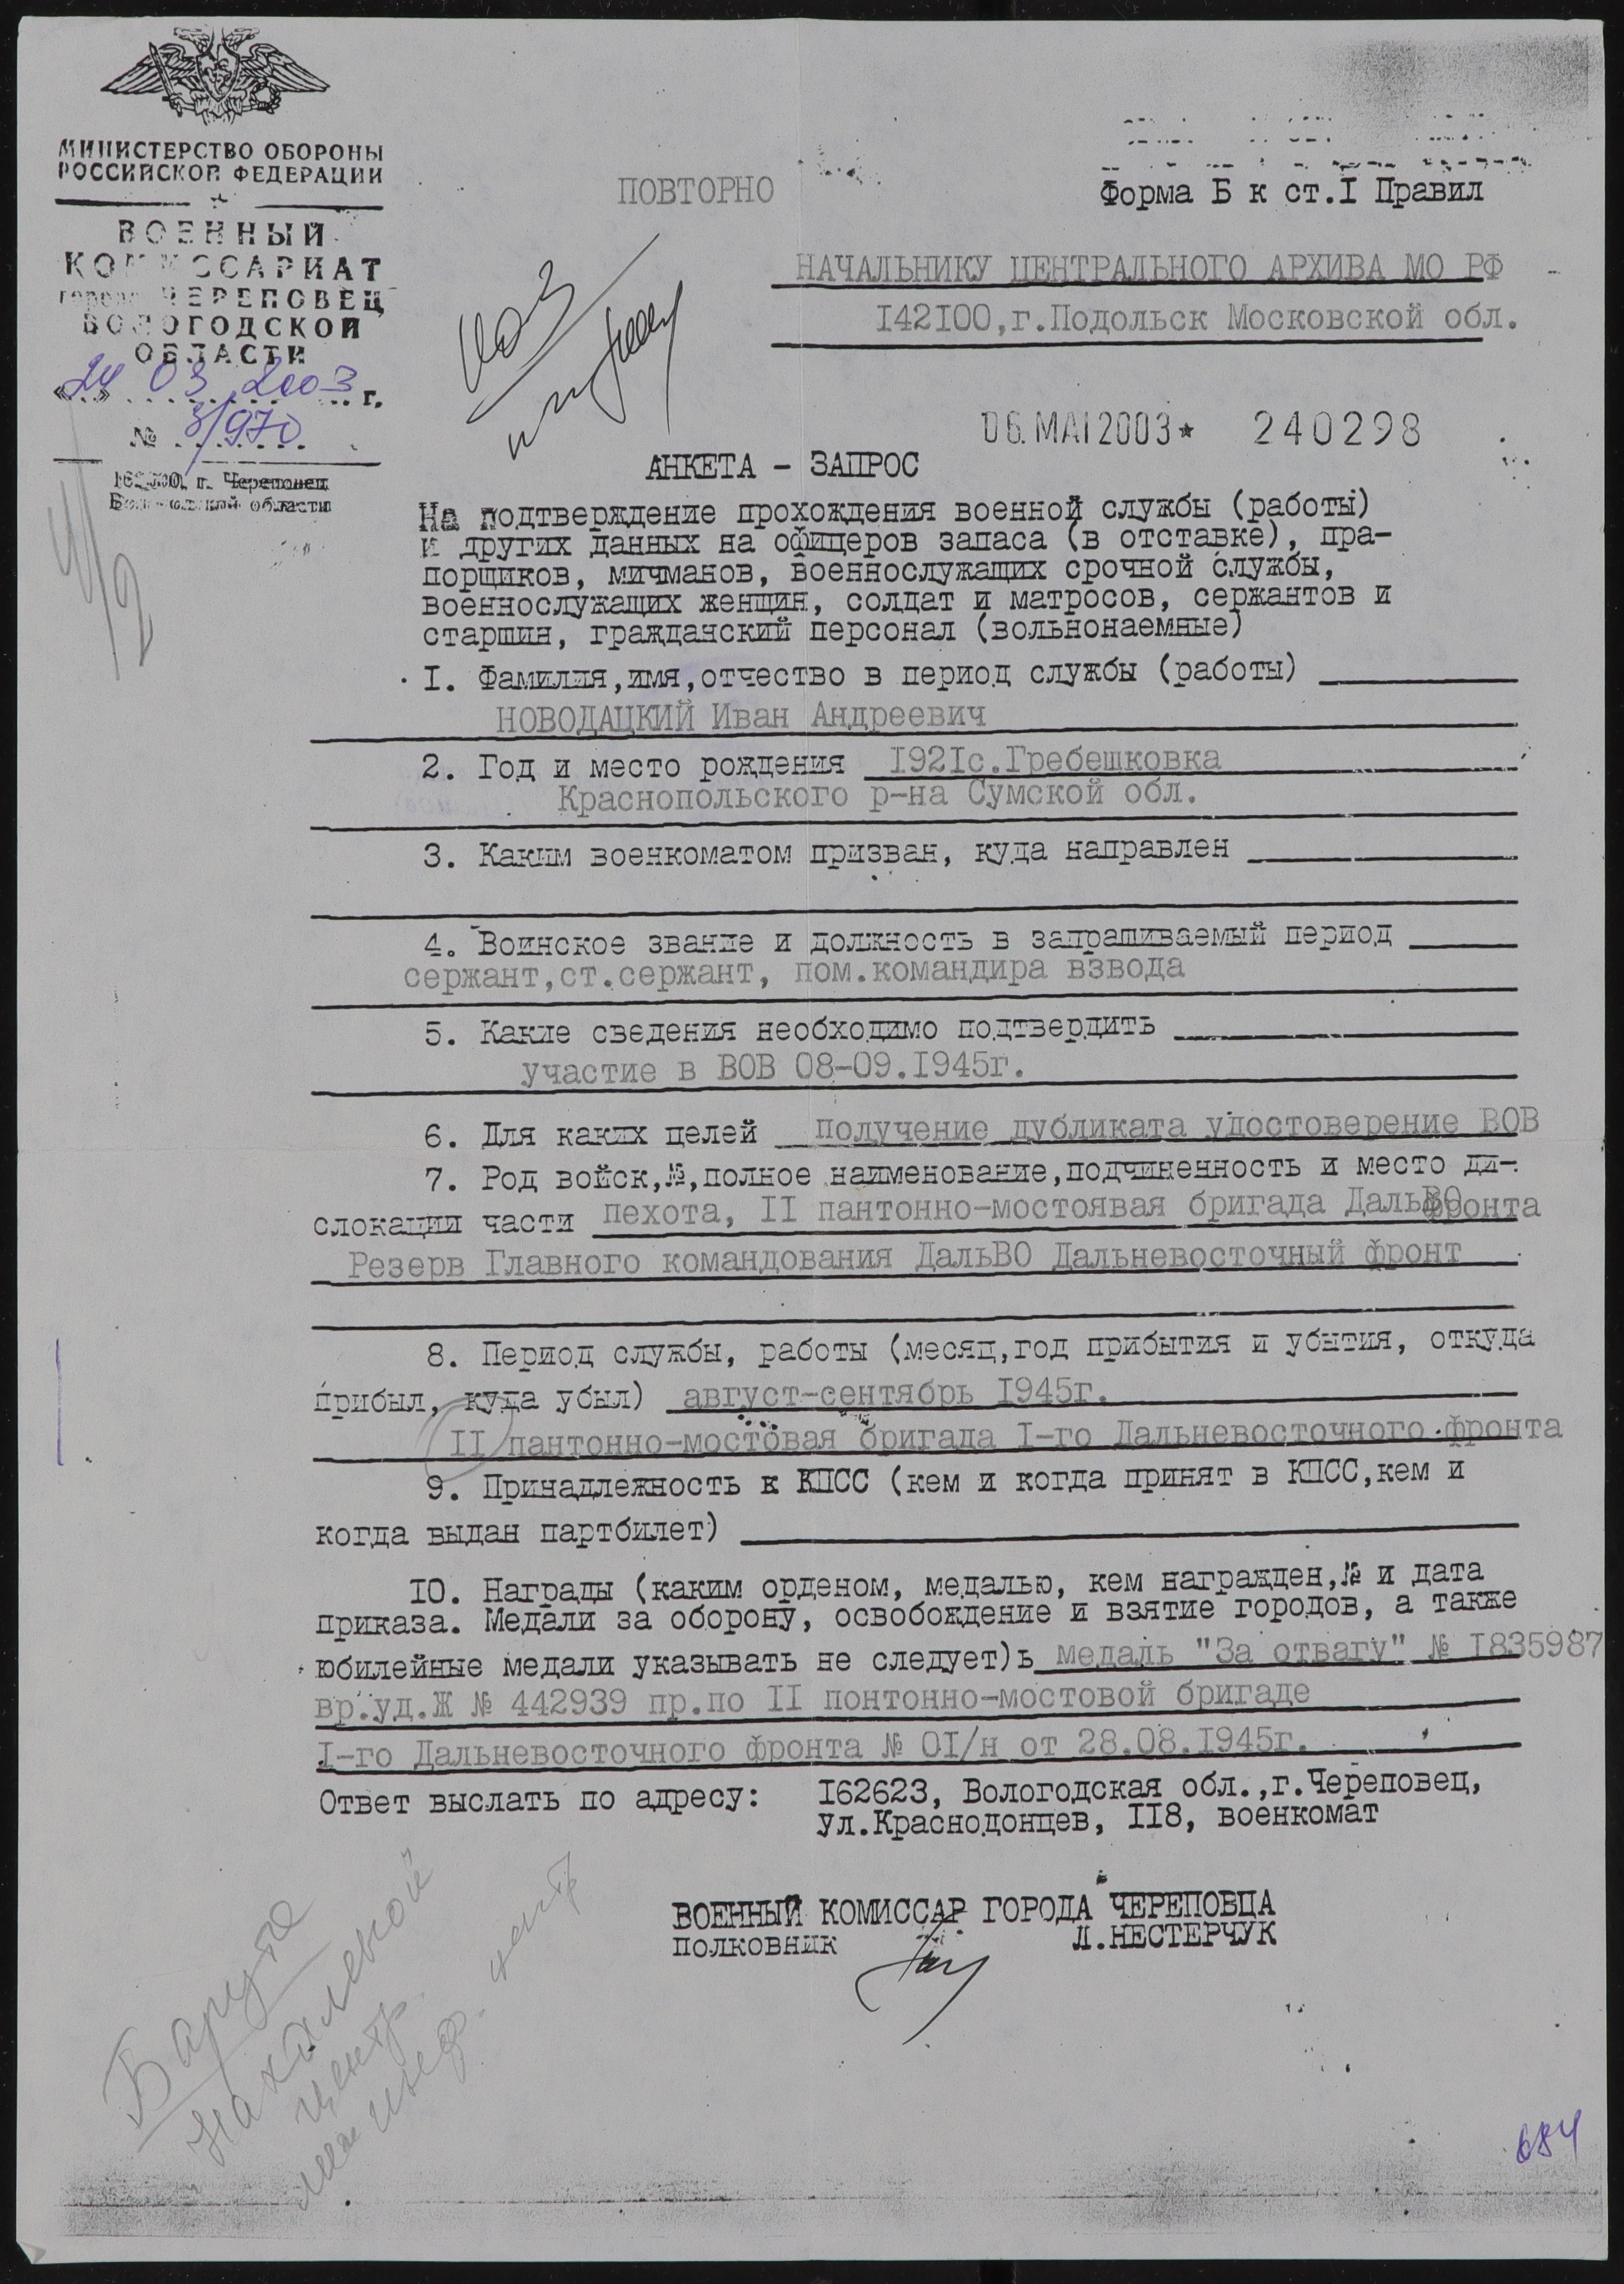 МИНИСТЕРСТВО ОБОРОНЫ
РОССИЙСКОЙ ФЕДЕРАЦИИ
ВОЕННЫЙ
КОМИССАРИАТ
города ЧЕРЕПОВЕЦ
ВОЛОГОДСКОЙ
ОБЛАСТИ
«24» 03 2003 г.
№ 3/970
г. Череповец
области
4/2
ПОВТОРНО
Форма Б к ст.I Правил
НАЧАЛЬНИКУ ЦЕНТРАЛЬНОГО АРХИВА МО РФ
I42I00,г.Подольск Московской обл.
06.MAI2003* 240298
АНКЕТА - ЗАПРОС
На подтверждение прохождения военной службы (работы)
и других данных на офицеров запаса (в отставке), пра-
порщиков, мичманов, военнослужащих срочной службы,
военнослужащих женщин, солдат и матросов, сержантов и
старшин, гражданский персонал (вольнонаемные)
I. Фамилия,имя,отчество в период службы (работы)
НОВОДАЦКИЙ Иван Андреевич
2. Год и место рождения I92Iс.Гребешковка
Краснопольского р-на Сумской обл.
3. Каким военкоматом призван, куда направлен
4. Воинское звание и должность в запрашиваемый период
сержант,ст.сержант, пом.командира взвода
5. Какие сведения необходимо подтвердить
участие в ВОВ 08-09.I945г.
6. Для каких целей получение дубликата удостоверение ВОВ
7. Род войск,№,полное наименование,подчиненность и место ди-
слокации части пехота, II пантонно-мостоявая бригада ДальВО фронта
Резерв Главного командования ДальВО Дальневосточный фронт
8. Период службы, работы (месяц,год прибытия и убытия, откуда
прибыл, куда убыл) август-сентябрь I945г.
II пантонно-мостовая бригада I-го Дальневосточного фронта
9. Принадлежность к КПСС (кем и когда принят в КПСС,кем и
когда выдан партбилет)
I0. Награды (каким орденом, медалью, кем награжден,№ и дата
приказа. Медали за оборону, освобождение и взятие городов, а также
юбилейные медали указывать не следует)ь медаль "За отвагу" № I835987
вр.уд.Ж № 442939 пр.по II понтонно-мостовой бригаде
I-го Дальневосточного фронта № 0I/н от 28.08.I945г.
Ответ выслать по адресу: I62623, Вологодская обл.,г.Череповец,
ул.Краснодонцев, II8, военкомат
ВОЕННЫЙ КОМИССАР ГОРОДА ЧЕРЕПОВЦА
полковник Л.НЕСТЕРЧУК
684